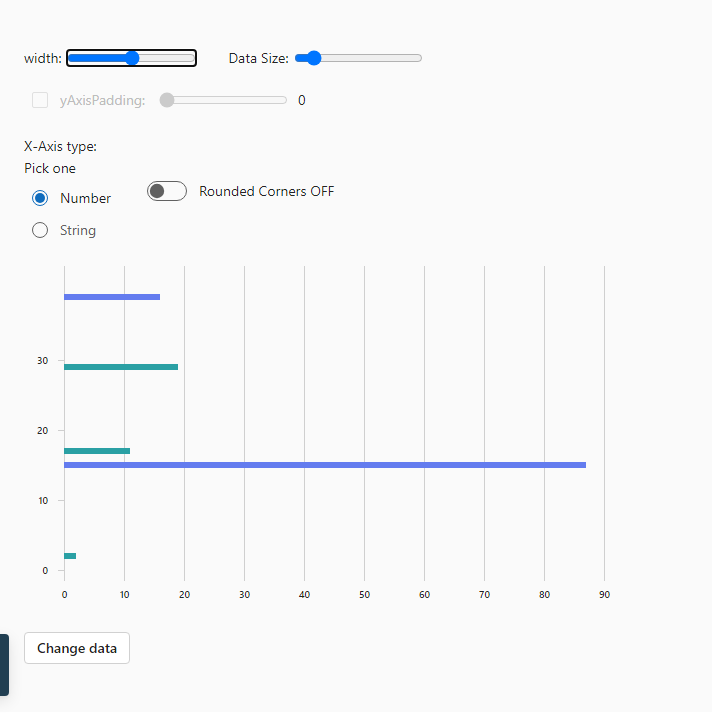 width: Data Size:
yAxisPadding: 0
X-Axis type:
Pick one
Number Rounded Corners OFF
String
30
20
10
0
0 10 20 30 40 50 60 70 80 90
Change data